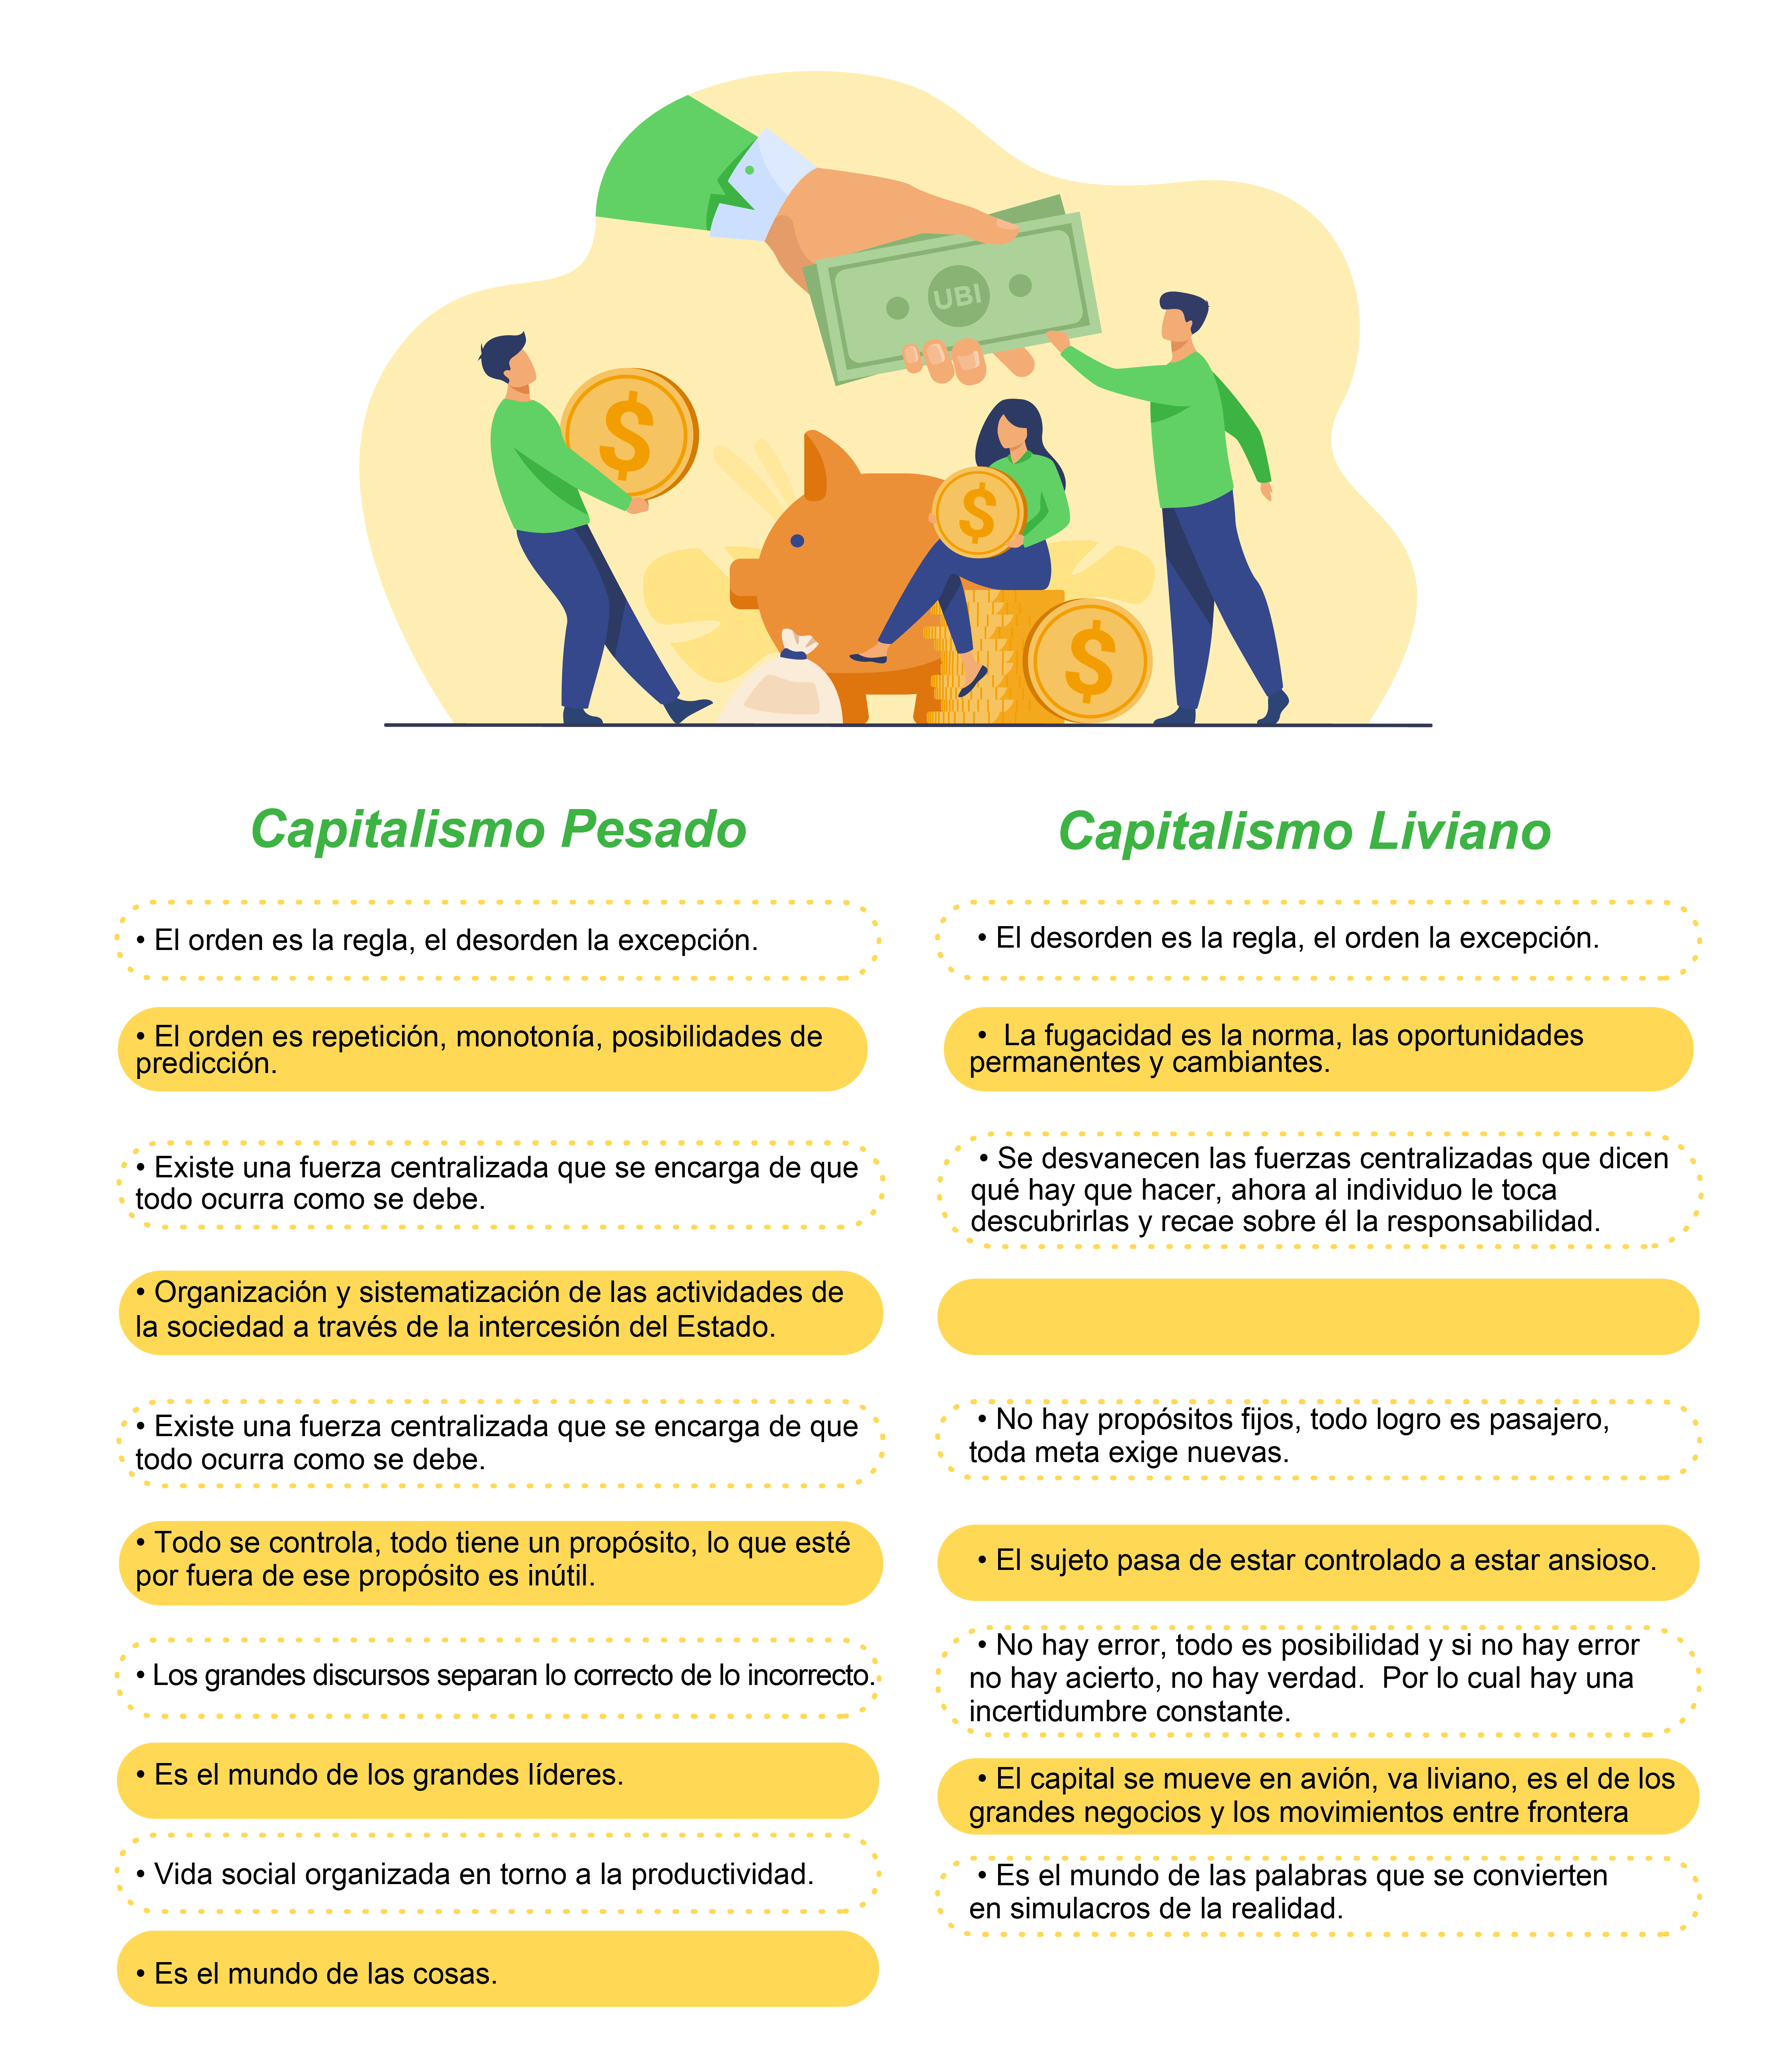 UBI
$
$
$
Capitalismo Pesado
• El orden es la regla, el desorden la excepción.
• El orden es repetición, monotonía, posibilidades de
predicción.
• Existe una fuerza centralizada que se encarga de que
todo ocurra como se debe.
• Organización y sistematización de las actividades de
la sociedad a través de la intercesión del Estado.
• Existe una fuerza centralizada que se encarga de que
todo ocurra como se debe.
• Todo se controla, todo tiene un propósito, lo que esté
por fuera de ese propósito es inútil.
• Los grandes discursos separan lo correcto de lo incorrecto.
• Es el mundo de los grandes líderes.
• Vida social organizada en torno a la productividad.
• Es el mundo de las cosas.
Capitalismo Liviano
• El desorden es la regla, el orden la excepción.
• La fugacidad es la norma, las oportunidades
permanentes y cambiantes.
• Se desvanecen las fuerzas centralizadas que dicen
qué hay que hacer, ahora al individuo le toca
descubrirlas y recae sobre él la responsabilidad.
• No hay propósitos fijos, todo logro es pasajero,
toda meta exige nuevas.
• El sujeto pasa de estar controlado a estar ansioso.
• No hay error, todo es posibilidad y si no hay error
no hay acierto, no hay verdad. Por lo cual hay una
incertidumbre constante.
• El capital se mueve en avión, va liviano, es el de los
grandes negocios y los movimientos entre frontera
• Es el mundo de las palabras que se convierten
en simulacros de la realidad.